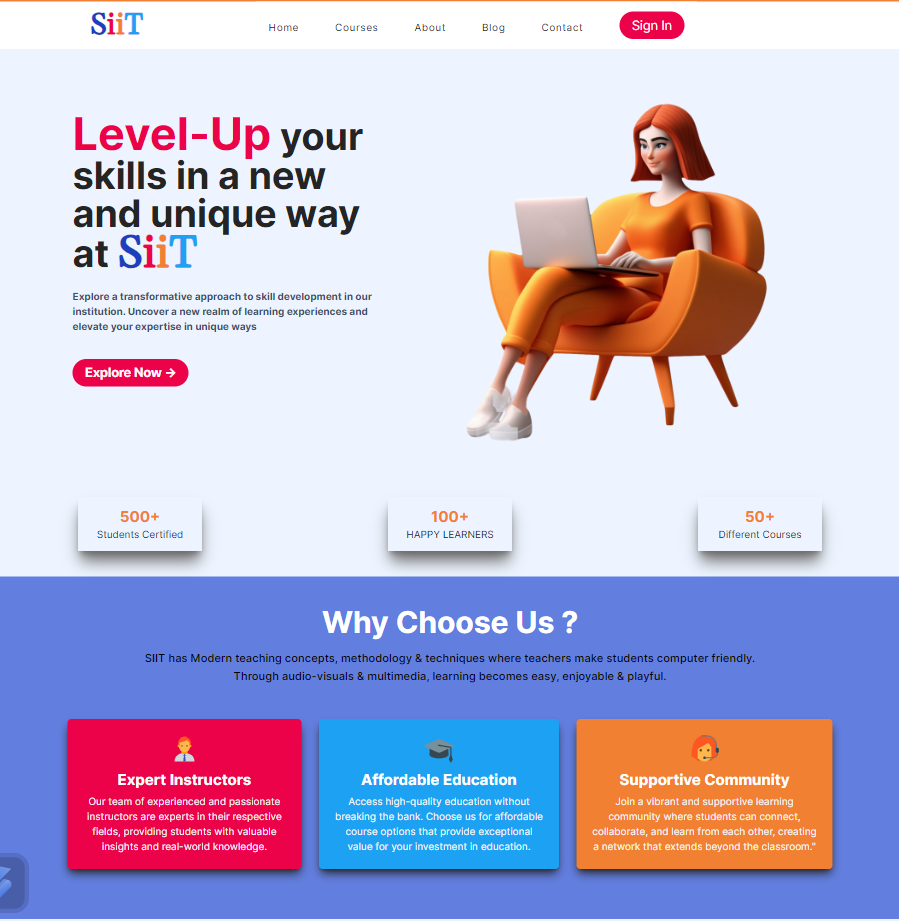 SiiT
Home Courses About Blog Contact Sign In
Level-Up your
skills in a new
and unique way
at SiiT
Explore a transformative approach to skill development in our
institution. Uncover a new realm of learning experiences and
elevate your expertise in unique ways
Explore Now →
500+
Students Certified
100+
HAPPY LEARNERS
50+
Different Courses
Why Choose Us ?
SIIT has Modern teaching concepts, methodology & techniques where teachers make students computer friendly.
Through audio-visuals & multimedia, learning becomes easy, enjoyable & playful.
Expert Instructors
Our team of experienced and passionate
instructors are experts in their respective
fields, providing students with valuable
insights and real-world knowledge.
Affordable Education
Access high-quality education without
breaking the bank. Choose us for affordable
course options that provide exceptional
value for your investment in education.
Supportive Community
Join a vibrant and supportive learning
community where students can connect,
collaborate, and learn from each other, creating
a network that extends beyond the classroom."